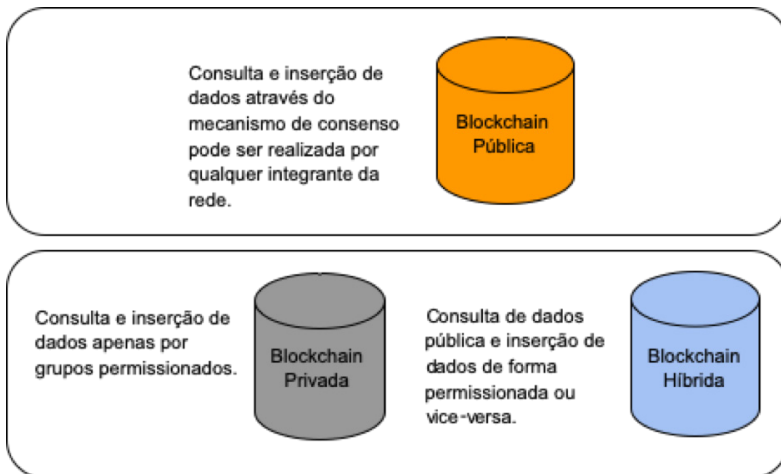 Consulta e inserção de
dados através do
mecanismo de consenso
pode ser realizada por
qualquer integrante da
rede.
Blockchain
Pública
Consulta e inserção de
dados apenas por
grupos permissionados.
Blockchain
Privada
Consulta de dados
pública e inserção de
dados de forma
permissionada ou
vice-versa.
Blockchain
Híbrida